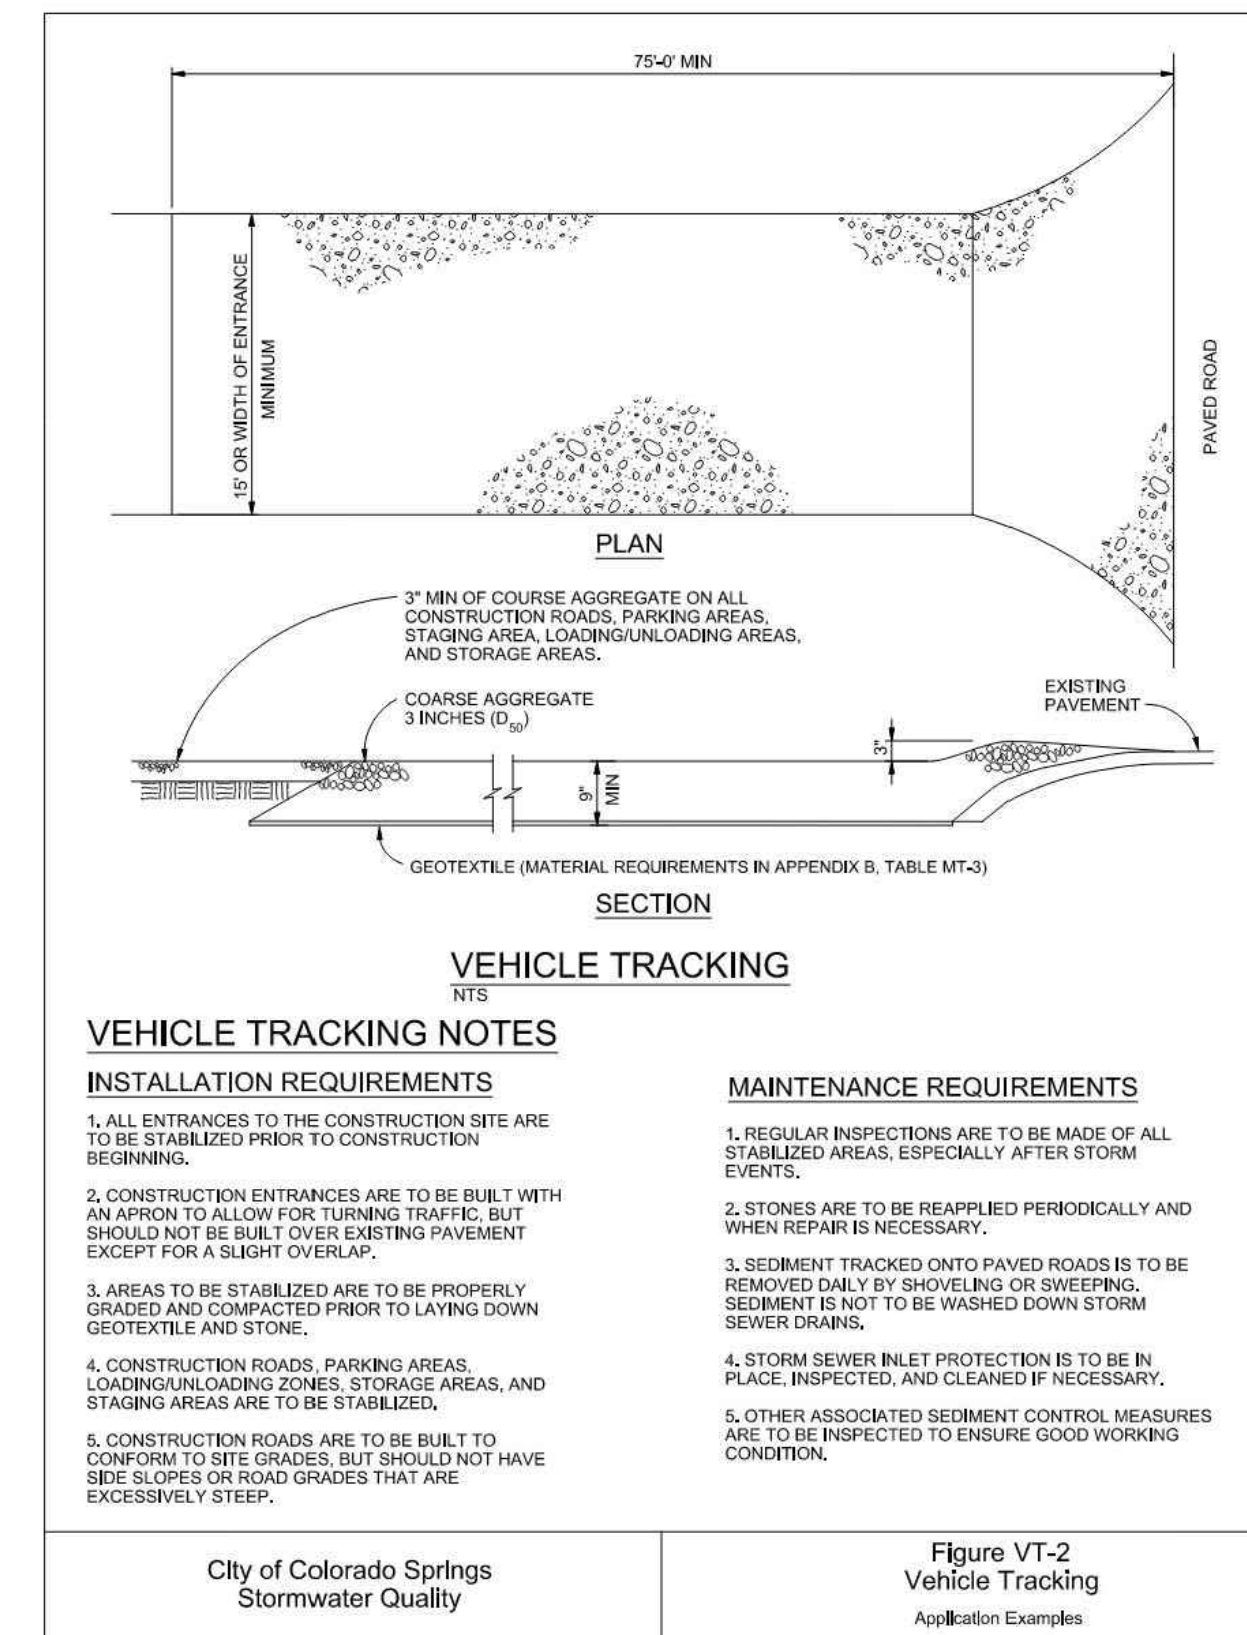 75'-0' MIN
15' OR WIDTH OF ENTRANCE
MINIMUM
PAVED ROAD
PLAN
3" MIN OF COURSE AGGREGATE ON ALL
CONSTRUCTION ROADS, PARKING AREAS,
STAGING AREA, LOADING/UNLOADING AREAS,
AND STORAGE AREAS.
COARSE AGGREGATE
3 INCHES (D50)
EXISTING
PAVEMENT
3"
9"
MIN
GEOTEXTILE (MATERIAL REQUIREMENTS IN APPENDIX B, TABLE MT-3)
SECTION
VEHICLE TRACKING
NTS
VEHICLE TRACKING NOTES
INSTALLATION REQUIREMENTS
1. ALL ENTRANCES TO THE CONSTRUCTION SITE ARE
TO BE STABILIZED PRIOR TO CONSTRUCTION
BEGINNING.
2. CONSTRUCTION ENTRANCES ARE TO BE BUILT WITH
AN APRON TO ALLOW FOR TURNING TRAFFIC, BUT
SHOULD NOT BE BUILT OVER EXISTING PAVEMENT
EXCEPT FOR A SLIGHT OVERLAP.
3. AREAS TO BE STABILIZED ARE TO BE PROPERLY
GRADED AND COMPACTED PRIOR TO LAYING DOWN
GEOTEXTILE AND STONE.
4. CONSTRUCTION ROADS, PARKING AREAS,
LOADING/UNLOADING ZONES, STORAGE AREAS, AND
STAGING AREAS ARE TO BE STABILIZED.
5. CONSTRUCTION ROADS ARE TO BE BUILT TO
CONFORM TO SITE GRADES, BUT SHOULD NOT HAVE
SIDE SLOPES OR ROAD GRADES THAT ARE
EXCESSIVELY STEEP.
MAINTENANCE REQUIREMENTS
1. REGULAR INSPECTIONS ARE TO BE MADE OF ALL
STABILIZED AREAS, ESPECIALLY AFTER STORM
EVENTS.
2. STONES ARE TO BE REAPPLIED PERIODICALLY AND
WHEN REPAIR IS NECESSARY.
3. SEDIMENT TRACKED ONTO PAVED ROADS IS TO BE
REMOVED DAILY BY SHOVELING OR SWEEPING.
SEDIMENT IS NOT TO BE WASHED DOWN STORM
SEWER DRAINS.
4. STORM SEWER INLET PROTECTION IS TO BE IN
PLACE, INSPECTED, AND CLEANED IF NECESSARY.
5. OTHER ASSOCIATED SEDIMENT CONTROL MEASURES
ARE TO BE INSPECTED TO ENSURE GOOD WORKING
CONDITION.
City of Colorado Springs
Stormwater Quality
Figure VT-2
Vehicle Tracking
Application Examples